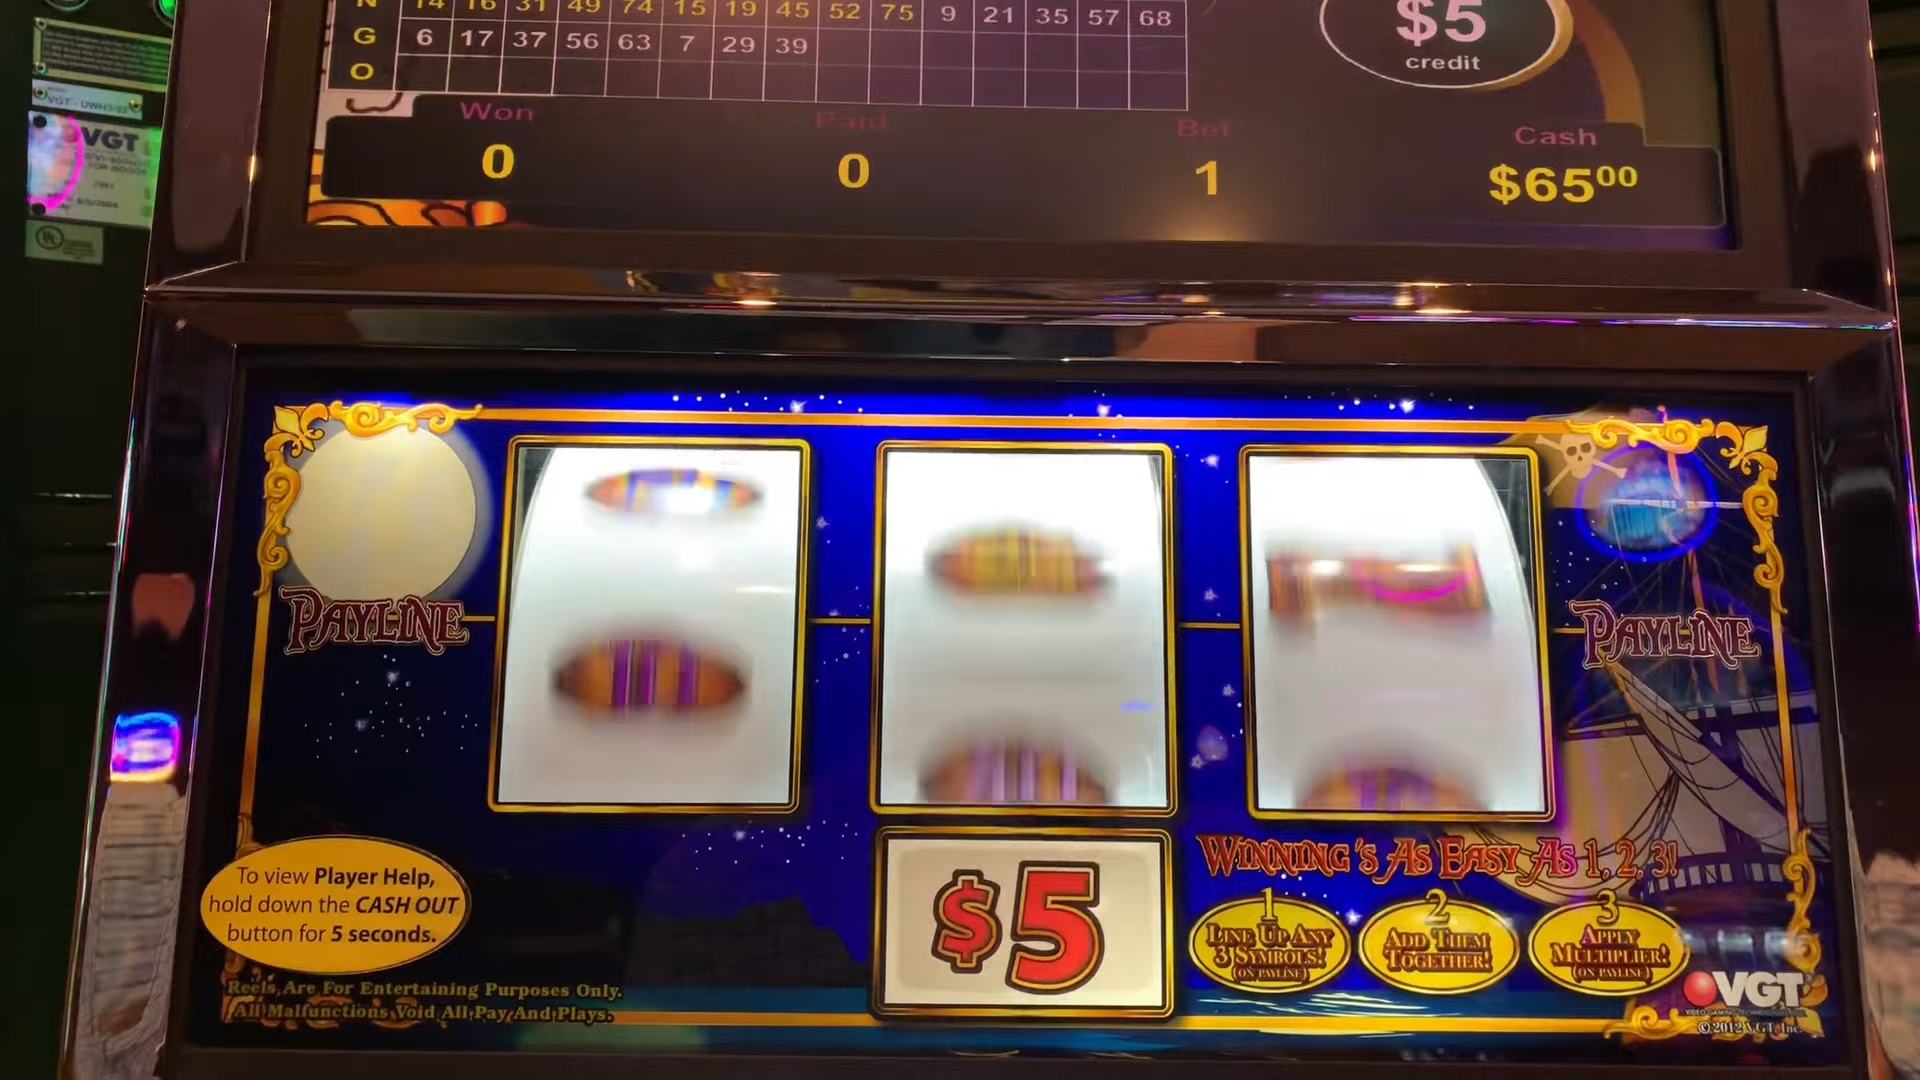 N 14 16 31 49 74 15 19 45 52 75 9 21 35 57 68
G 6 17 37 56 63 7 29 39
O
$5
credit
Won
Paid
Bet
Cash
0
0
1
$6500
VGT
PAYLINE
PAYLINE
To view Player Help,
hold down the CASH OUT
button for 5 seconds.
$5
WINNING'S AS EASY AS 1, 2, 3!
1
LINE UP ANY
3 SYMBOLS!
(ON PAYLINE)
2
ADD THEM
TOGETHER!
3
APPLY
MULTIPLIER!
(ON PAYLINE)
Reels Are For Entertaining Purposes Only.
All Malfunctions Void All Pay And Plays.
VGT
©2012 VGT, Inc.